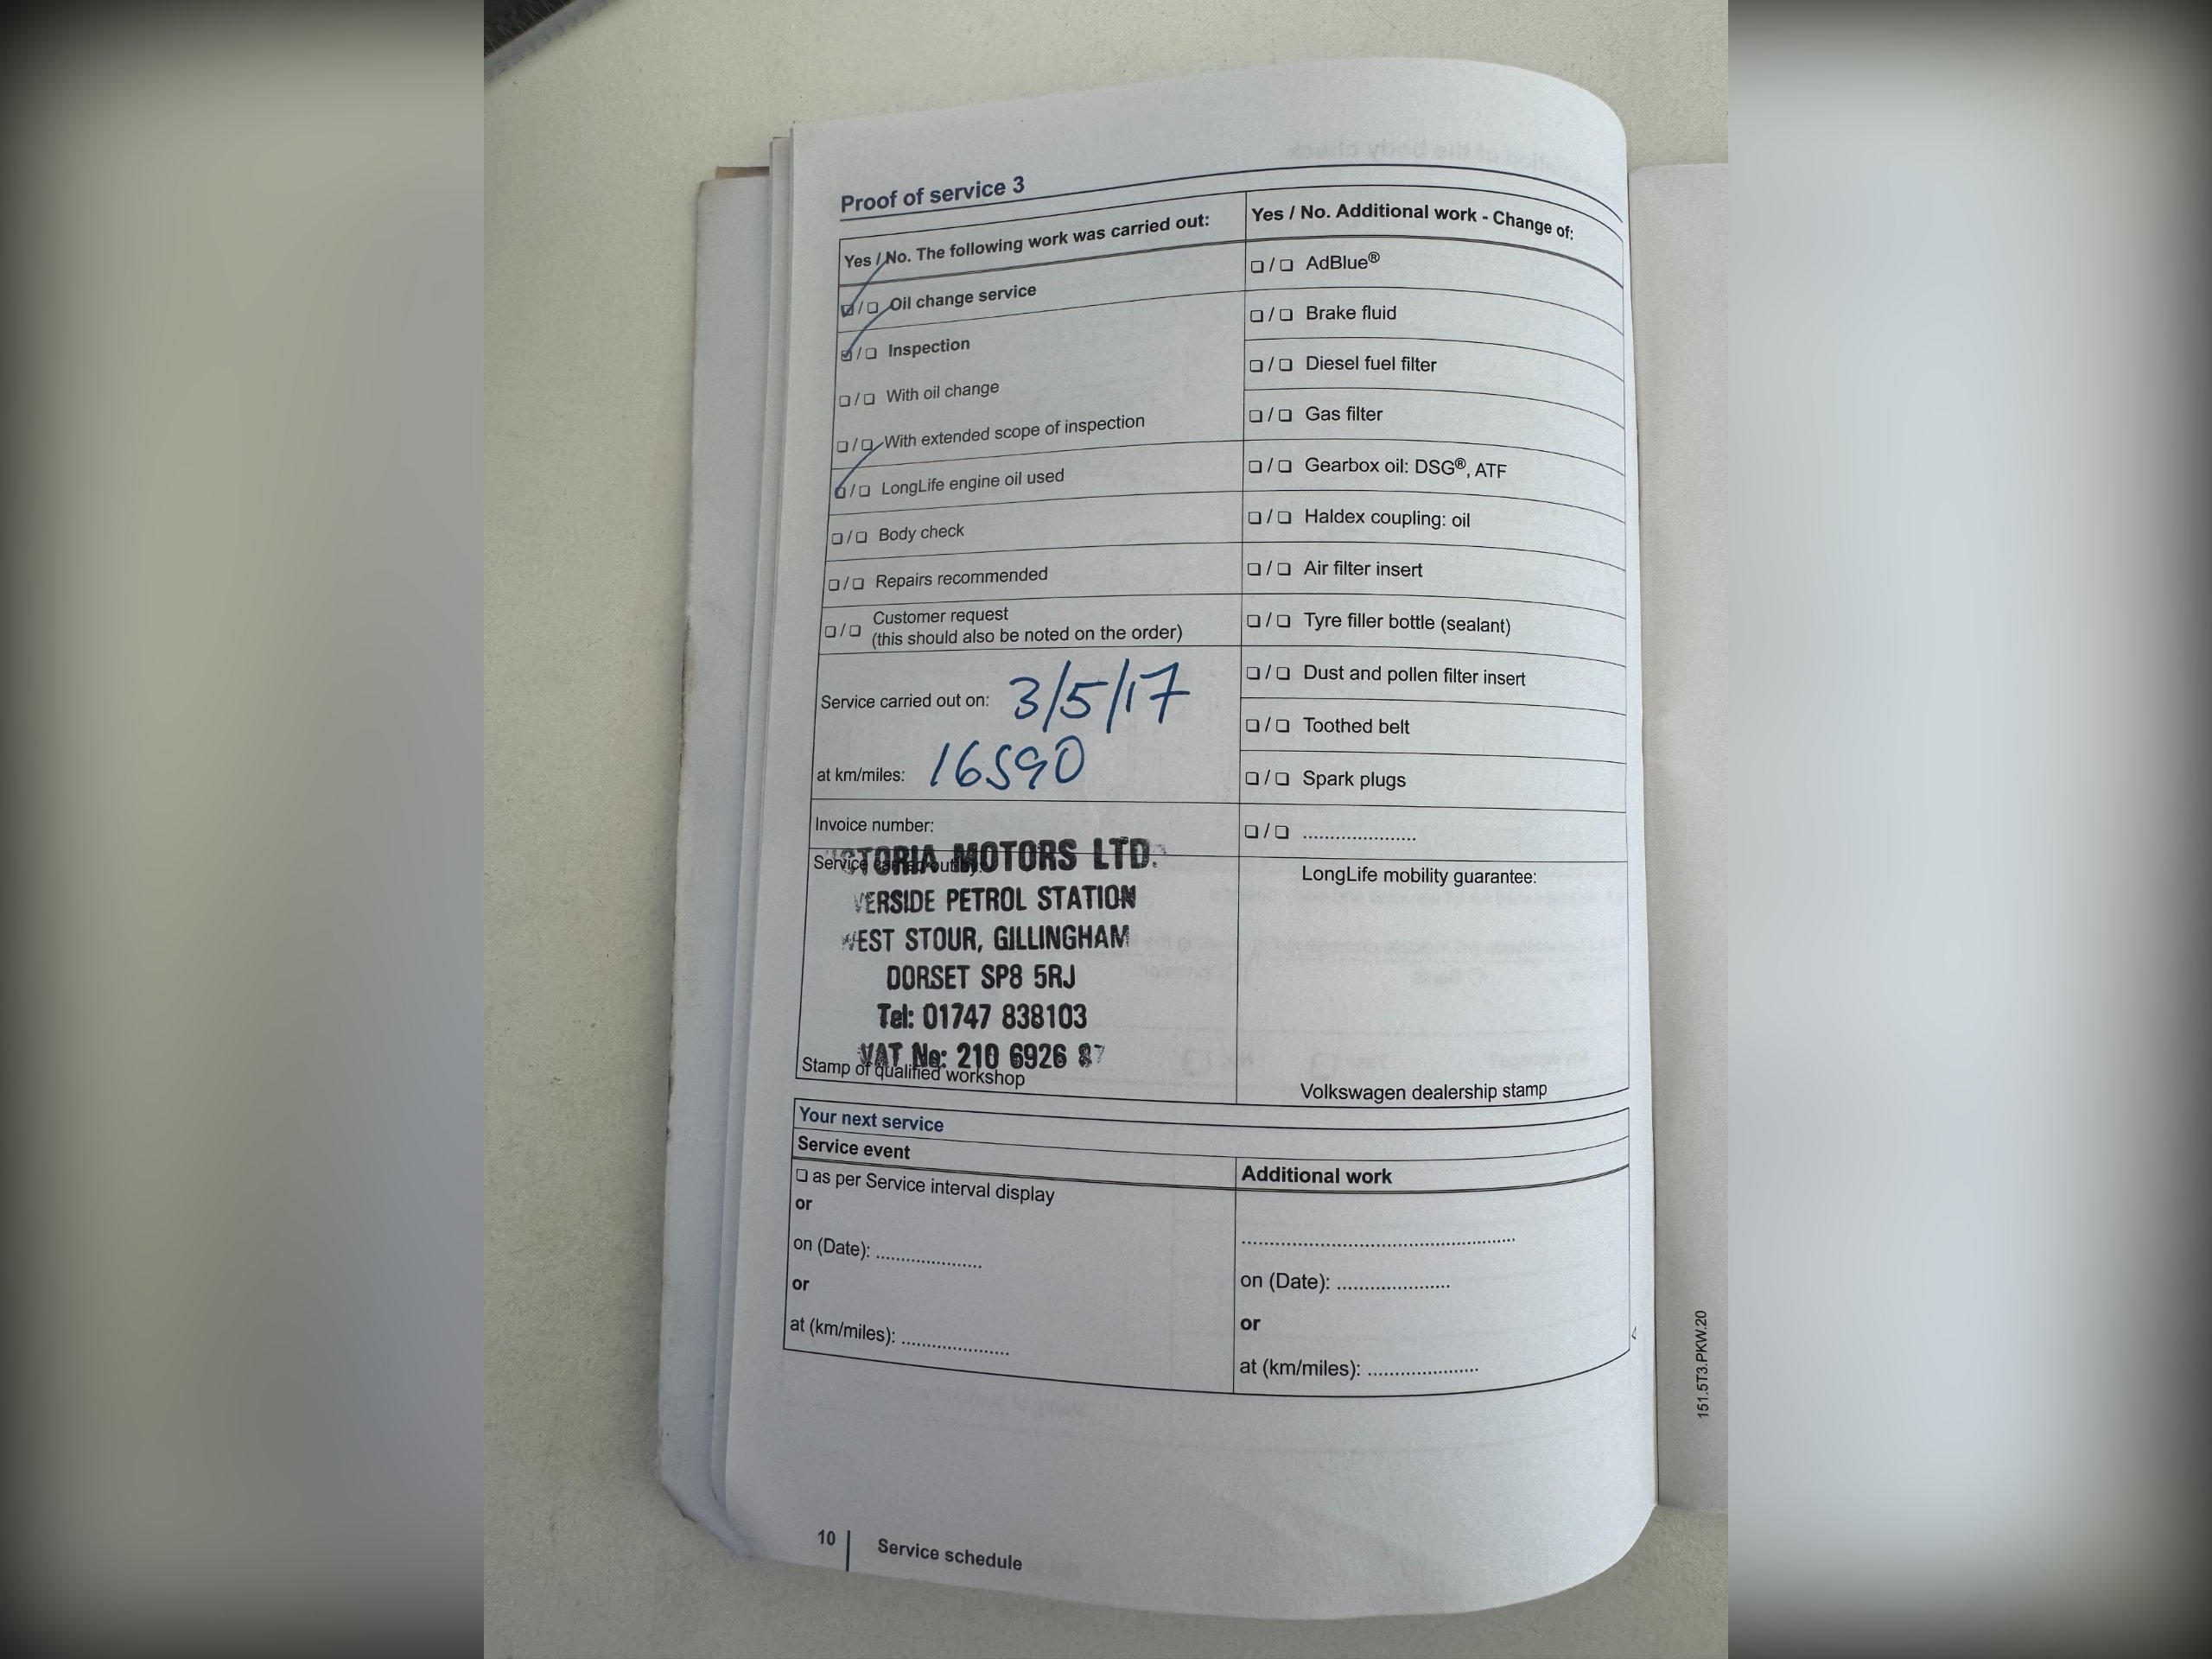 Proof of service 3
Yes / No. The following work was carried out:
☑ / ❏ Oil change service
☑ / ❏ Inspection
❏ / ❏ With oil change
❏ / ❏ With extended scope of inspection
☑ / ❏ LongLife engine oil used
❏ / ❏ Body check
❏ / ❏ Repairs recommended
❏ / ❏ Customer request
(this should also be noted on the order)
Service carried out on: 3/5/17
at km/miles: 16590
Invoice number:
Service carried out by:
CTORIA MOTORS LTD.
VERSIDE PETROL STATION
WEST STOUR, GILLINGHAM
DORSET SP8 5RJ
Tel: 01747 838103
VAT No: 210 6926 87
Stamp of qualified workshop
Yes / No. Additional work - Change of:
❏ / ❏ AdBlue®
❏ / ❏ Brake fluid
❏ / ❏ Diesel fuel filter
❏ / ❏ Gas filter
❏ / ❏ Gearbox oil: DSG®, ATF
❏ / ❏ Haldex coupling: oil
❏ / ❏ Air filter insert
❏ / ❏ Tyre filler bottle (sealant)
❏ / ❏ Dust and pollen filter insert
❏ / ❏ Toothed belt
❏ / ❏ Spark plugs
❏ / ❏ .....................
LongLife mobility guarantee:
Volkswagen dealership stamp
Your next service
Service event
❏ as per Service interval display
or
on (Date): ....................
or
at (km/miles): ....................
Additional work
..................................................
on (Date): ....................
or
at (km/miles): ....................
151.5T3.PKW.20
10
Service schedule